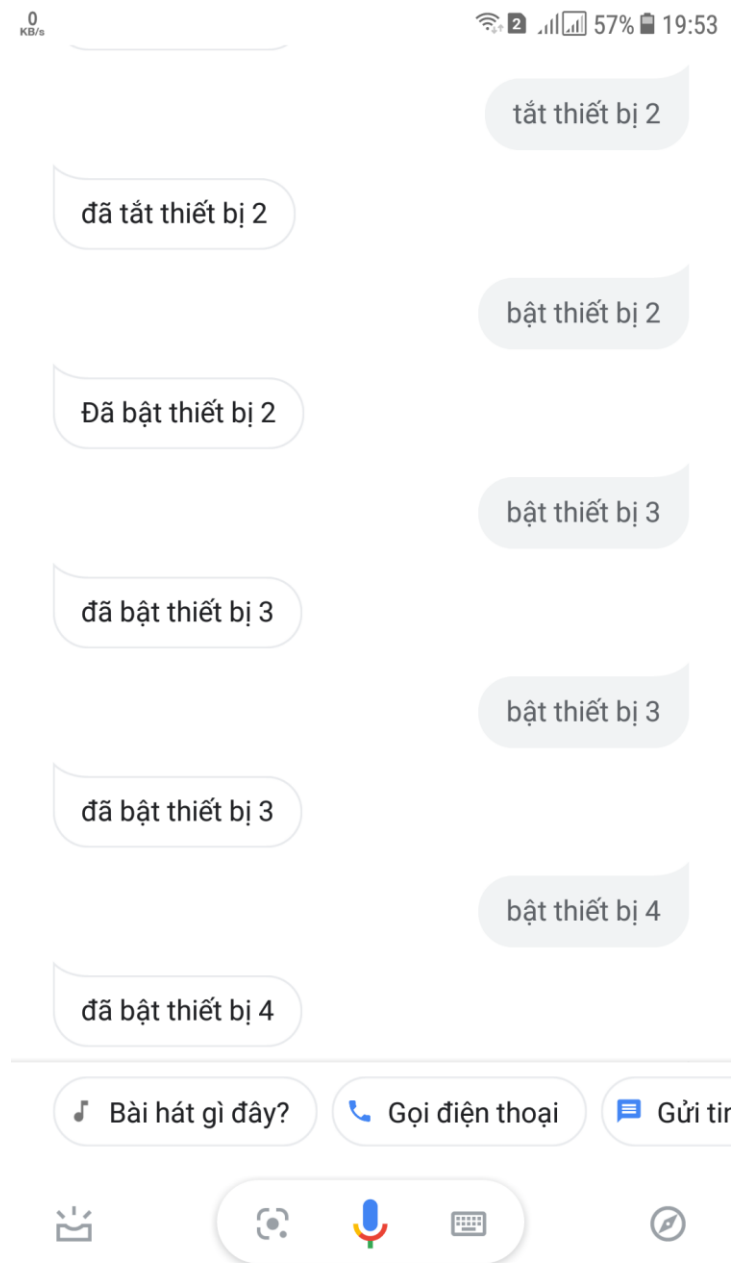 0
KB/s
2
57%
19:53
tắt thiết bị 2
đã tắt thiết bị 2
bật thiết bị 2
Đã bật thiết bị 2
bật thiết bị 3
đã bật thiết bị 3
bật thiết bị 3
đã bật thiết bị 3
bật thiết bị 4
đã bật thiết bị 4
Bài hát gì đây?
Gọi điện thoại
Gửi tin